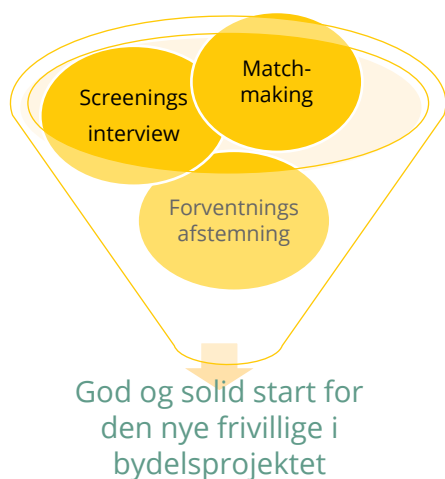 Screenings
interview
Match-
making
Forventnings
afstemning
God og solid start for
den nye frivillige i
bydelsprojektet